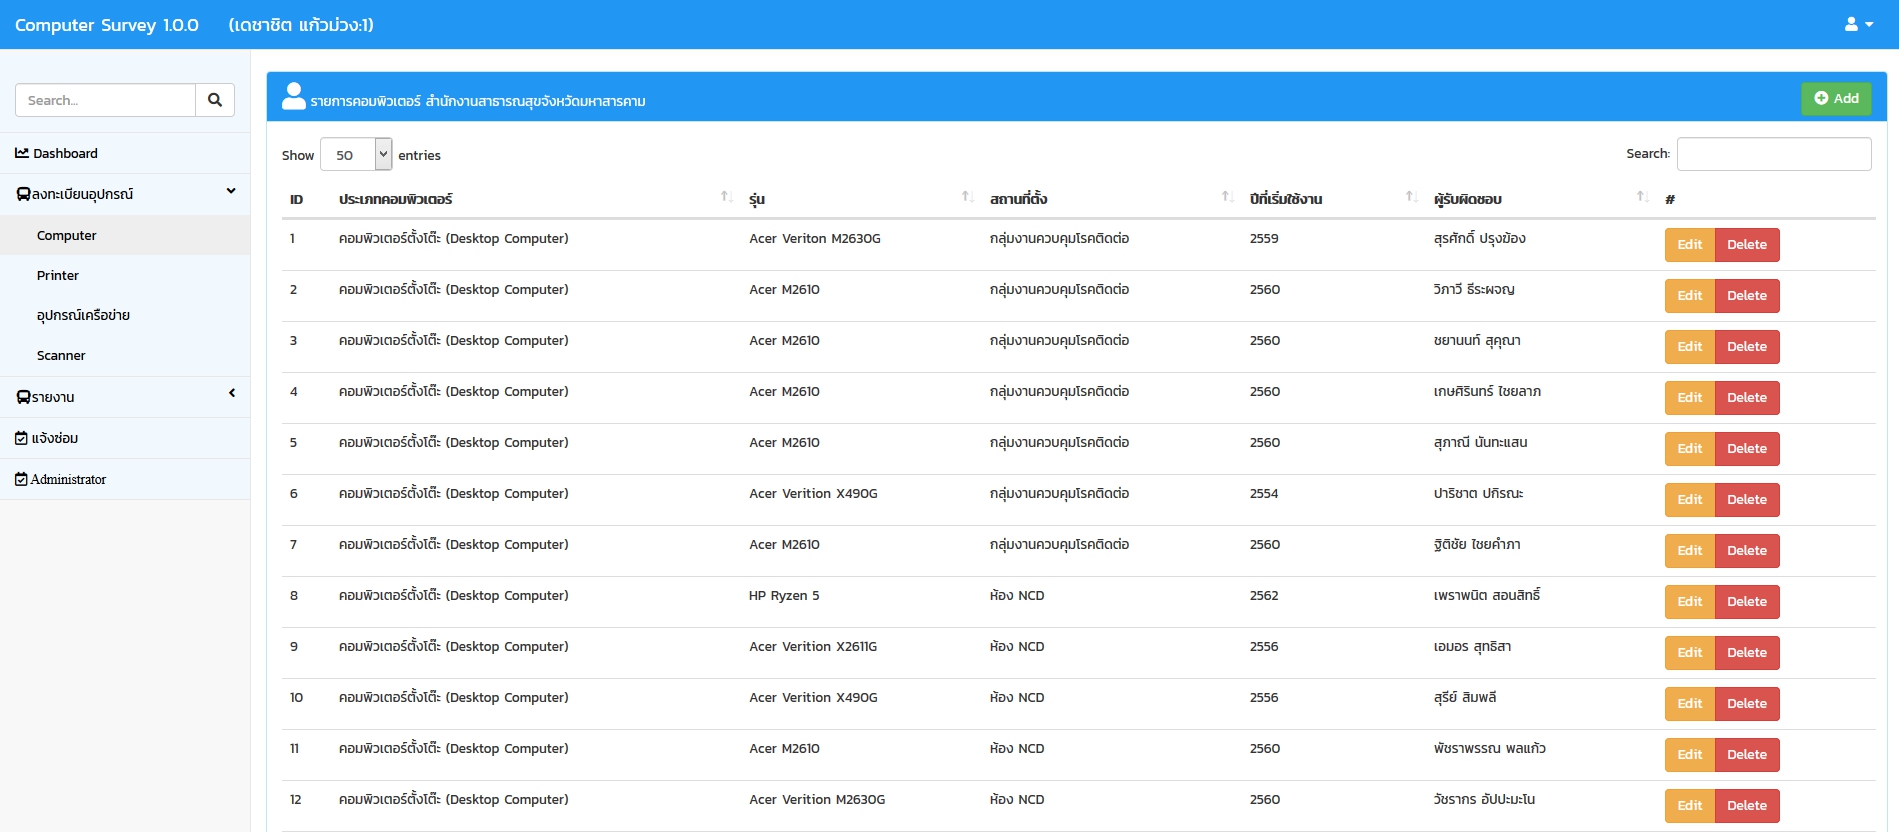 Computer Survey 1.0.0 (เดชาชิต แก้วม่วง:1)
Search...
Dashboard
ลงทะเบียนอุปกรณ์
Computer
Printer
อุปกรณ์เครือข่าย
Scanner
รายงาน
แจ้งซ่อม
Administrator
รายการคอมพิวเตอร์ สำนักงานสาธารณสุขจังหวัดมหาสารคาม Add
Show 50 entries Search:
ID ประเภทคอมพิวเตอร์ รุ่น สถานที่ตั้ง ปีที่เริ่มใช้งาน ผู้รับผิดชอบ #
1 คอมพิวเตอร์ตั้งโต๊ะ (Desktop Computer) Acer Veriton M2630G กลุ่มงานควบคุมโรคติดต่อ 2559 สุรศักดิ์ ปรุงฆ้อง Edit Delete
2 คอมพิวเตอร์ตั้งโต๊ะ (Desktop Computer) Acer M2610 กลุ่มงานควบคุมโรคติดต่อ 2560 วิภาวี ธีระผจญ Edit Delete
3 คอมพิวเตอร์ตั้งโต๊ะ (Desktop Computer) Acer M2610 กลุ่มงานควบคุมโรคติดต่อ 2560 ชยานนท์ สุคุณา Edit Delete
4 คอมพิวเตอร์ตั้งโต๊ะ (Desktop Computer) Acer M2610 กลุ่มงานควบคุมโรคติดต่อ 2560 เกษศิรินทร์ ไชยลาภ Edit Delete
5 คอมพิวเตอร์ตั้งโต๊ะ (Desktop Computer) Acer M2610 กลุ่มงานควบคุมโรคติดต่อ 2560 สุภาณี นันทะแสน Edit Delete
6 คอมพิวเตอร์ตั้งโต๊ะ (Desktop Computer) Acer Verition X490G กลุ่มงานควบคุมโรคติดต่อ 2554 ปาริชาต ปกิรณะ Edit Delete
7 คอมพิวเตอร์ตั้งโต๊ะ (Desktop Computer) Acer M2610 กลุ่มงานควบคุมโรคติดต่อ 2560 ฐิติชัย ไชยคำภา Edit Delete
8 คอมพิวเตอร์ตั้งโต๊ะ (Desktop Computer) HP Ryzen 5 ห้อง NCD 2562 เพราพนิต สอนสิทธิ์ Edit Delete
9 คอมพิวเตอร์ตั้งโต๊ะ (Desktop Computer) Acer Verition X2611G ห้อง NCD 2556 เอมอร สุทธิสา Edit Delete
10 คอมพิวเตอร์ตั้งโต๊ะ (Desktop Computer) Acer Verition X490G ห้อง NCD 2556 สุรีย์ สิมพลี Edit Delete
11 คอมพิวเตอร์ตั้งโต๊ะ (Desktop Computer) Acer M2610 ห้อง NCD 2560 พัชราพรรณ พลแก้ว Edit Delete
12 คอมพิวเตอร์ตั้งโต๊ะ (Desktop Computer) Acer Verition M2630G ห้อง NCD 2560 วัชรากร อัปปะมะโน Edit Delete